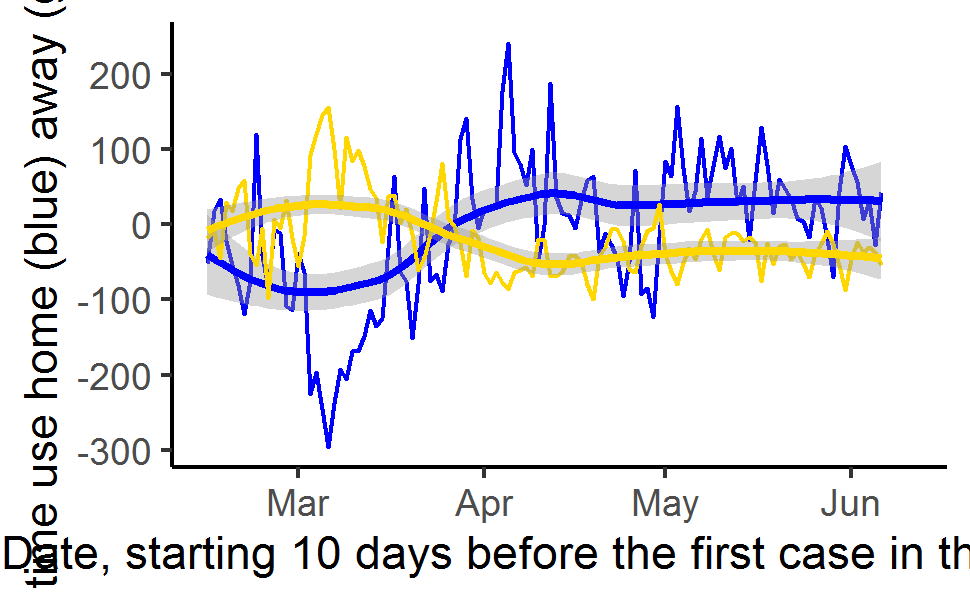 time use home (blue) away (
200
100
0
-100
-200
-300
Mar Apr May Jun
Date, starting 10 days before the first case in th